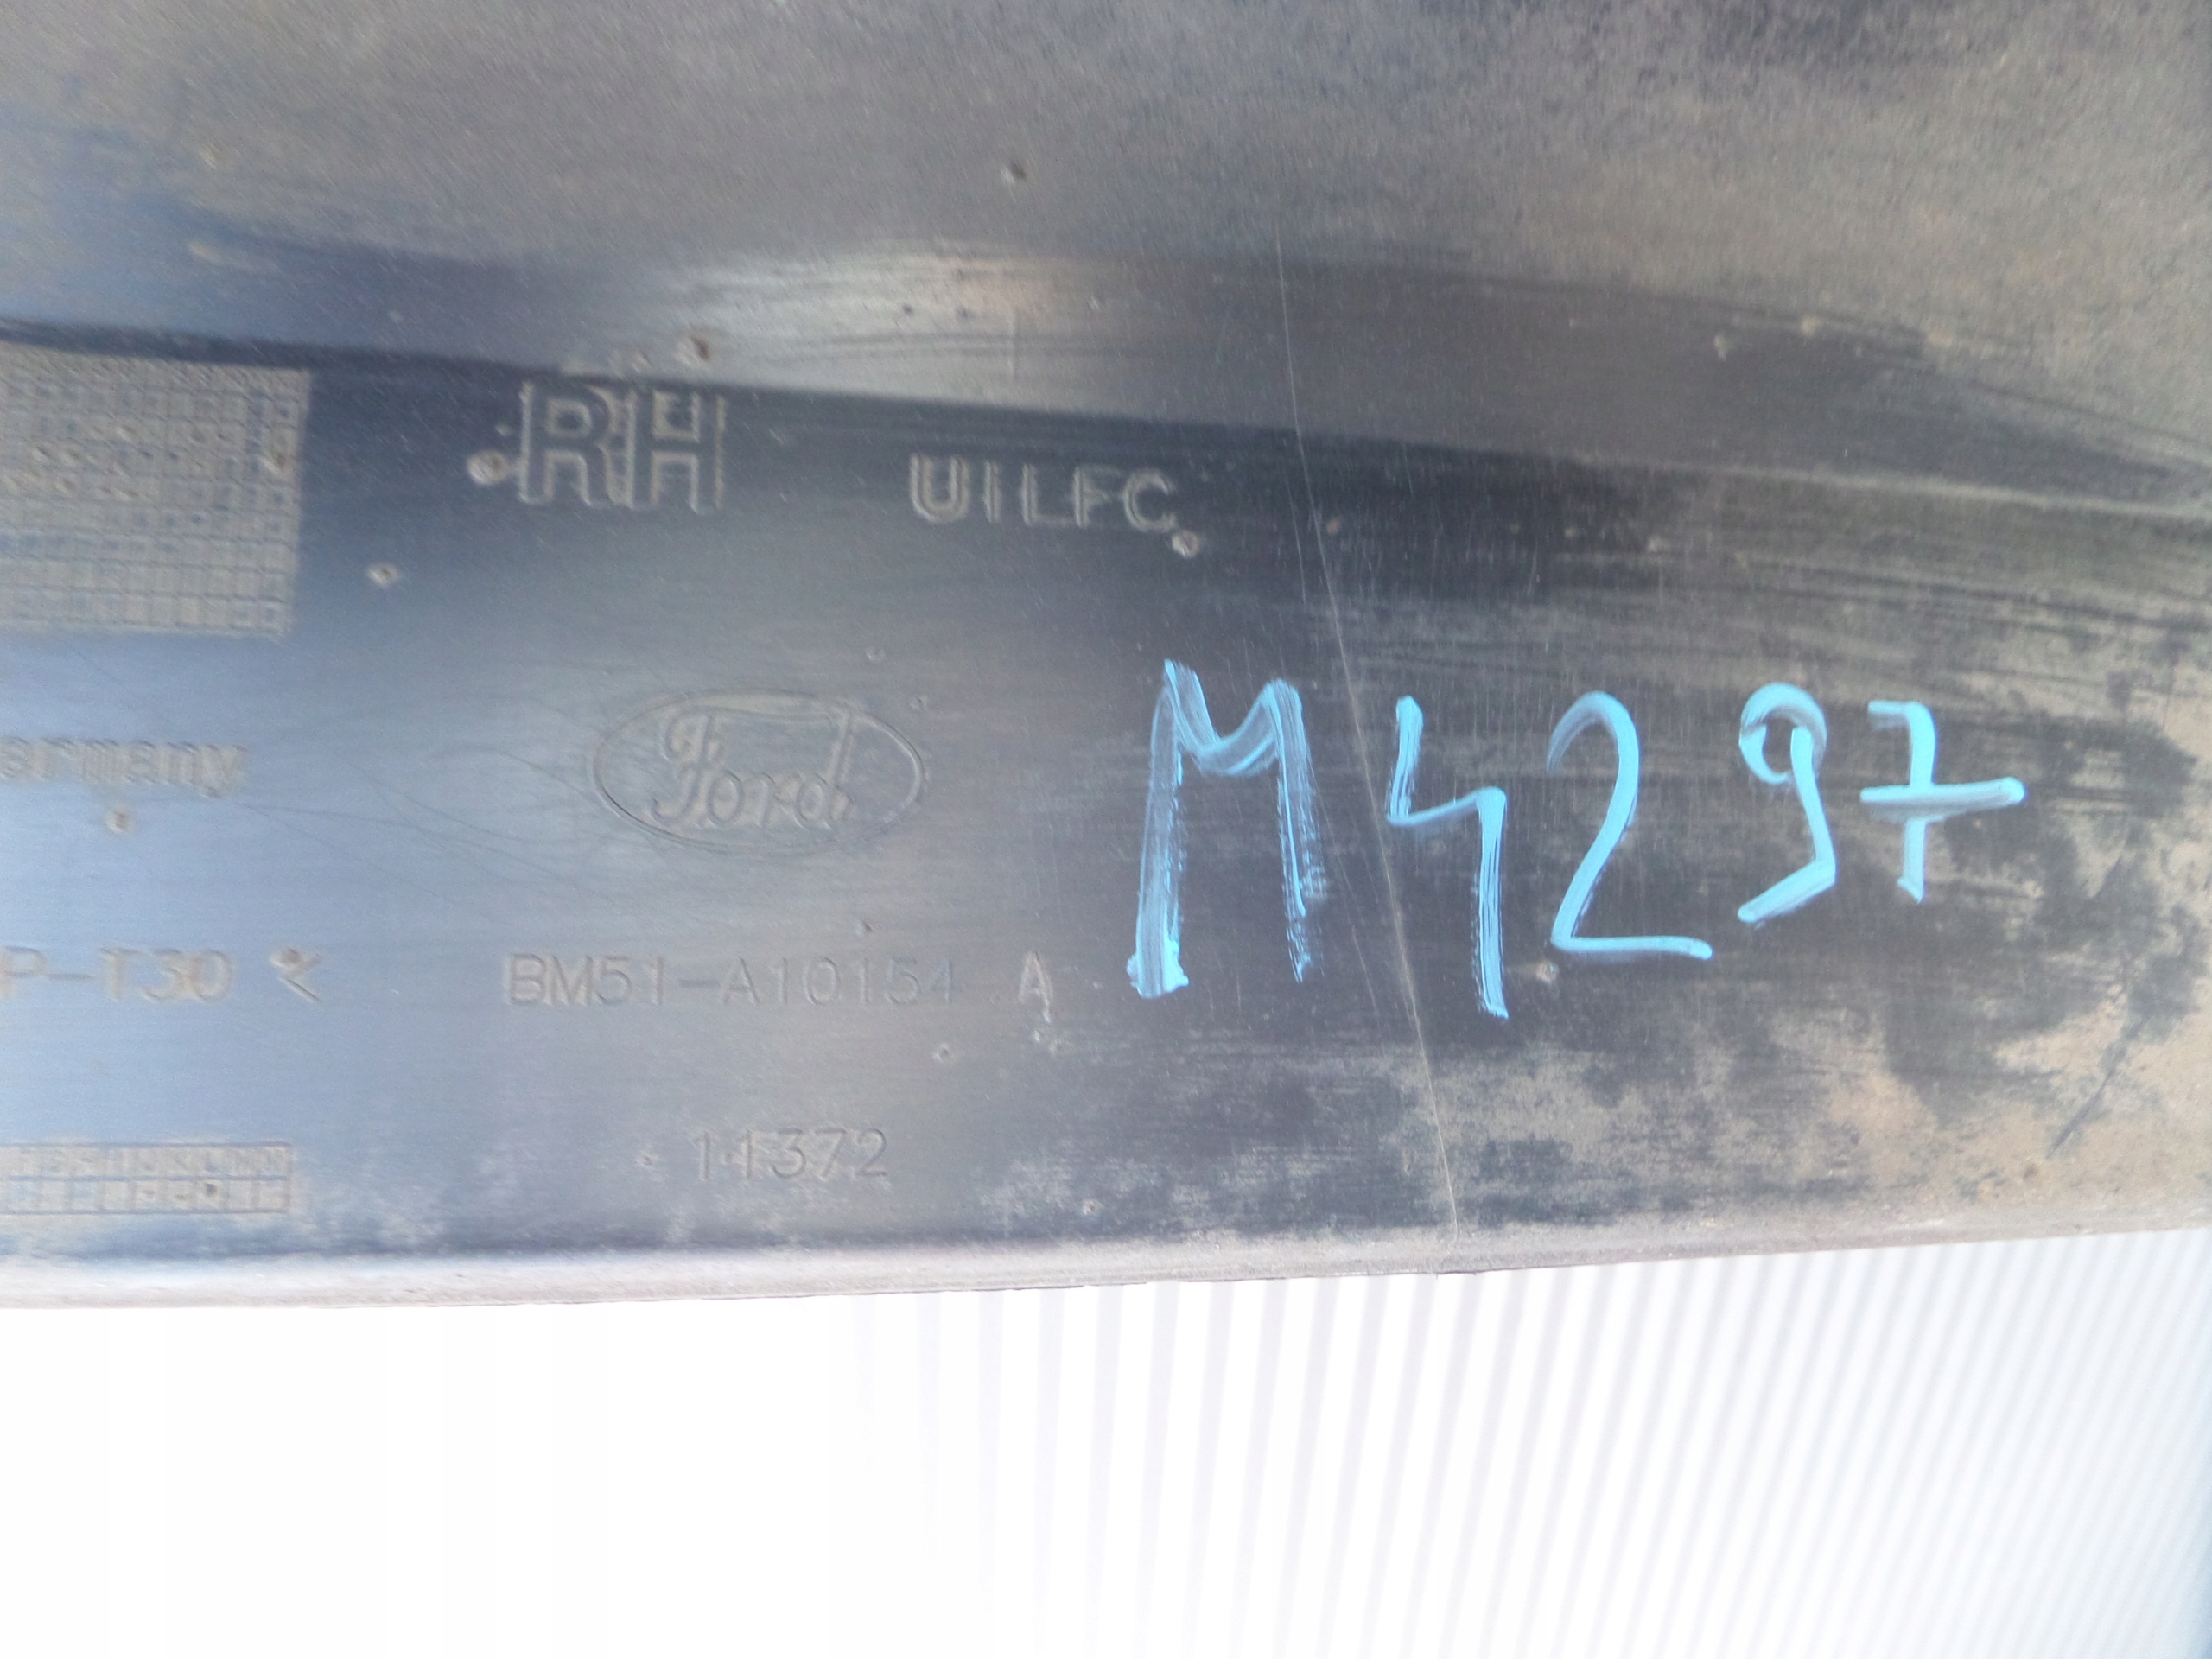 RH UILFC
ermany Ford M4297
P-T30 < BM51-A10154 A
11372